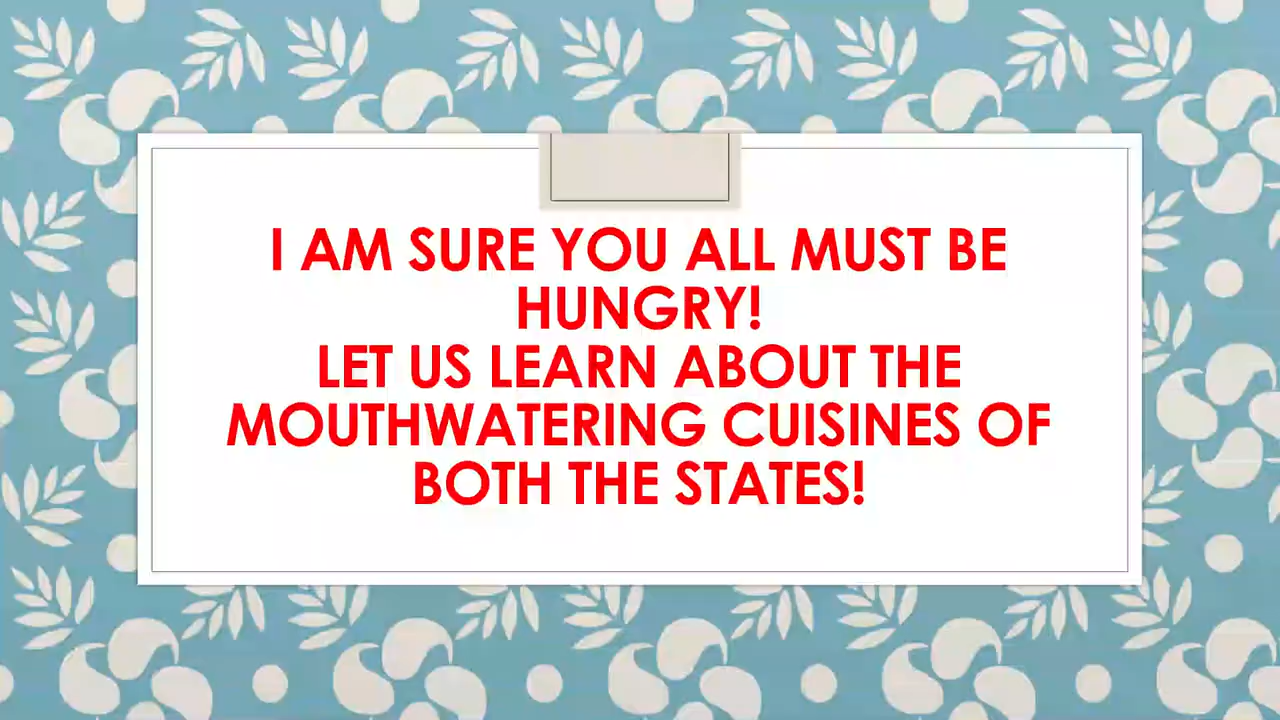 I AM SURE YOU ALL MUST BE
HUNGRY!
LET US LEARN ABOUT THE
MOUTHWATERING CUISINES OF
BOTH THE STATES!